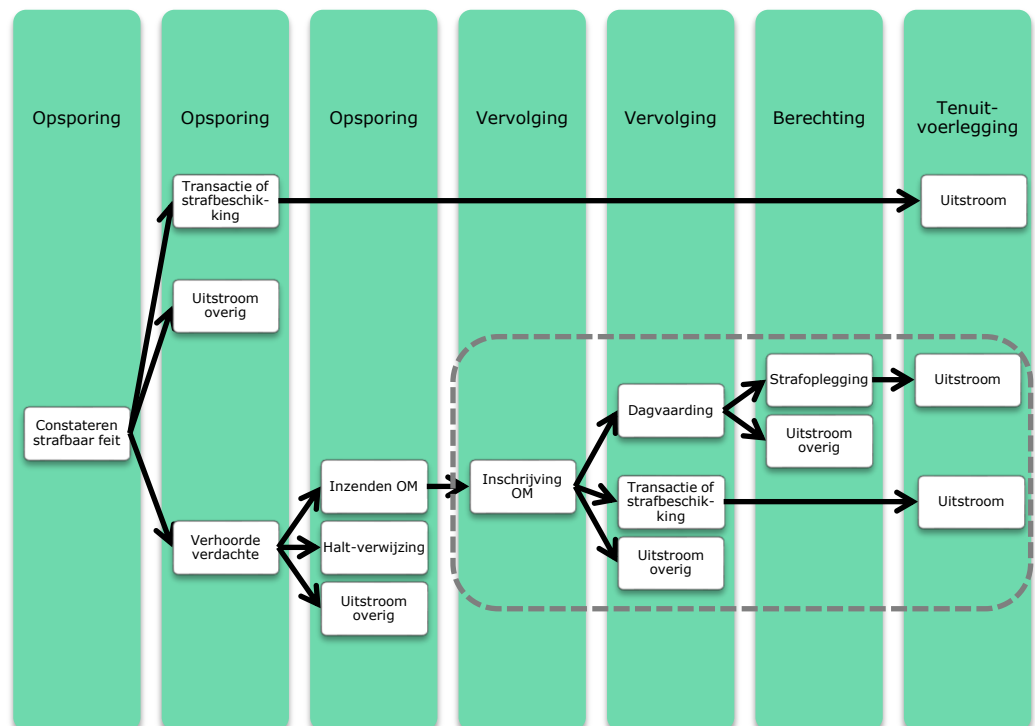 Opsporing
Opsporing
Opsporing
Vervolging
Vervolging
Berechting
Tenuit-
voerlegging
Transactie of
strafbeschik-
king
Uitstroom
Uitstroom
overig
Constateren
strafbaar feit
Verhoorde
verdachte
Inzenden OM
Halt-verwijzing
Uitstroom
overig
Inschrijving
OM
Dagvaarding
Transactie of
strafbeschik-
king
Uitstroom
overig
Strafoplegging
Uitstroom
overig
Uitstroom
Uitstroom